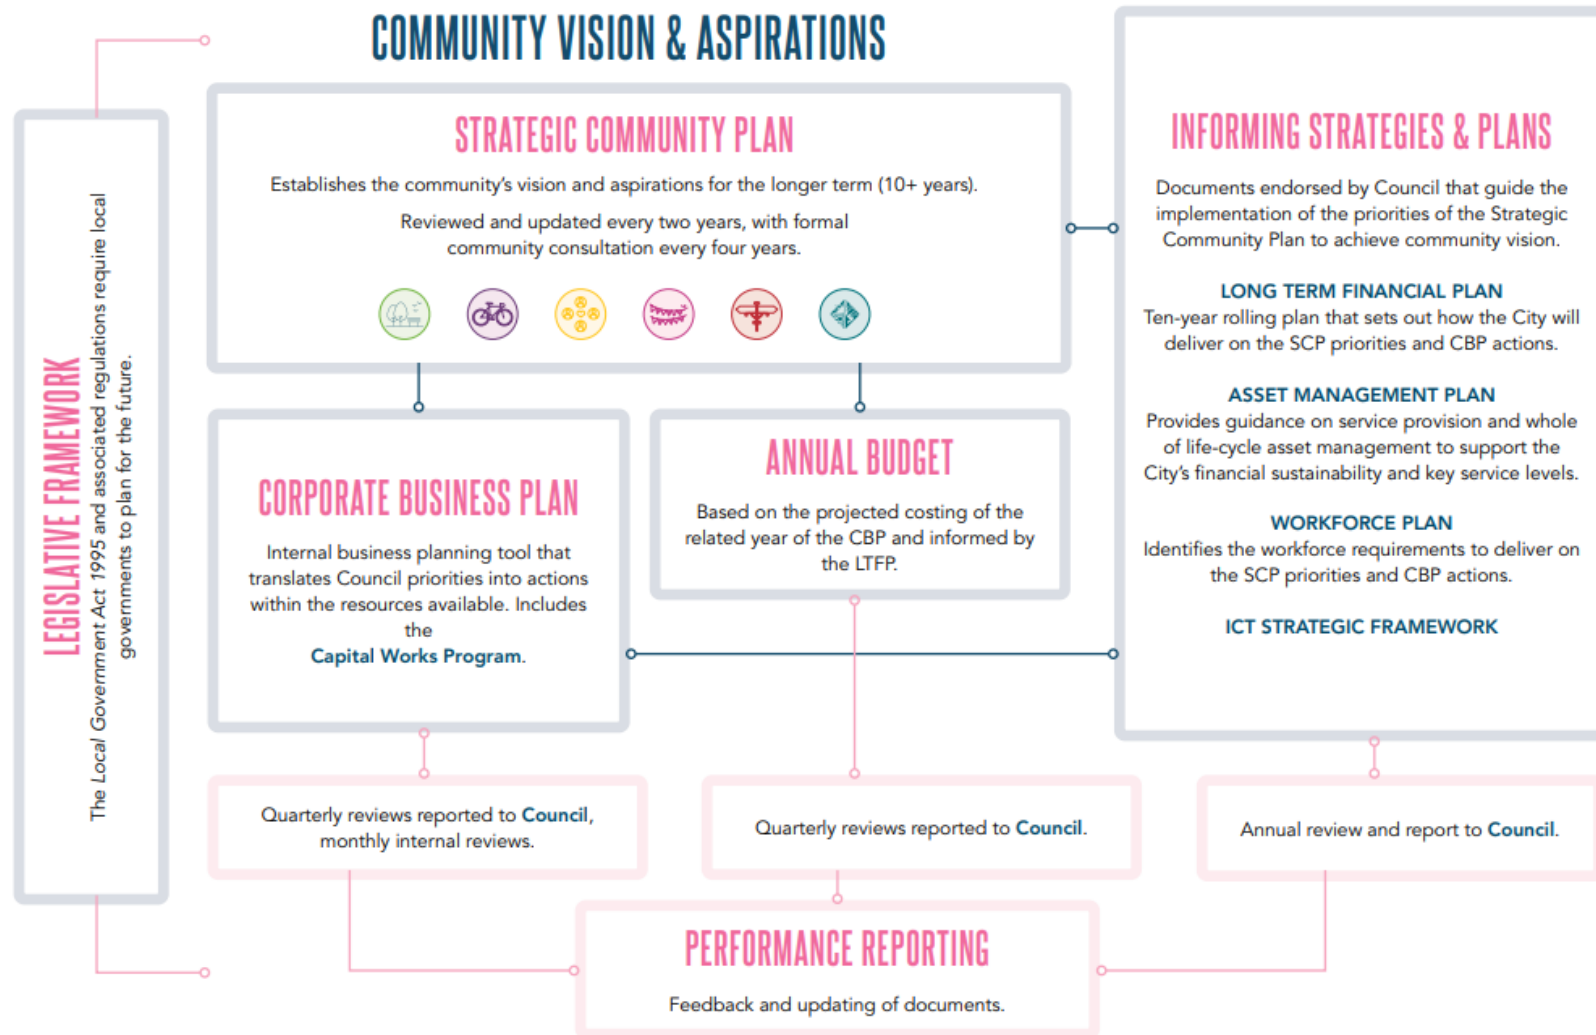 COMMUNITY VISION & ASPIRATIONS
LEGISLATIVE FRAMEWORK
The Local Government Act 1995 and associated regulations require local
governments to plan for the future.
STRATEGIC COMMUNITY PLAN
Establishes the community’s vision and aspirations for the longer term (10+ years).
Reviewed and updated every two years, with formal
community consultation every four years.
INFORMING STRATEGIES & PLANS
Documents endorsed by Council that guide the
implementation of the priorities of the Strategic
Community Plan to achieve community vision.
LONG TERM FINANCIAL PLAN
Ten-year rolling plan that sets out how the City will
deliver on the SCP priorities and CBP actions.
ASSET MANAGEMENT PLAN
Provides guidance on service provision and whole
of life-cycle asset management to support the
City’s financial sustainability and key service levels.
WORKFORCE PLAN
Identifies the workforce requirements to deliver on
the SCP priorities and CBP actions.
ICT STRATEGIC FRAMEWORK
CORPORATE BUSINESS PLAN
Internal business planning tool that
translates Council priorities into actions
within the resources available. Includes
the
Capital Works Program.
ANNUAL BUDGET
Based on the projected costing of the
related year of the CBP and informed by
the LTFP.
Quarterly reviews reported to Council,
monthly internal reviews.
Quarterly reviews reported to Council.
Annual review and report to Council.
PERFORMANCE REPORTING
Feedback and updating of documents.